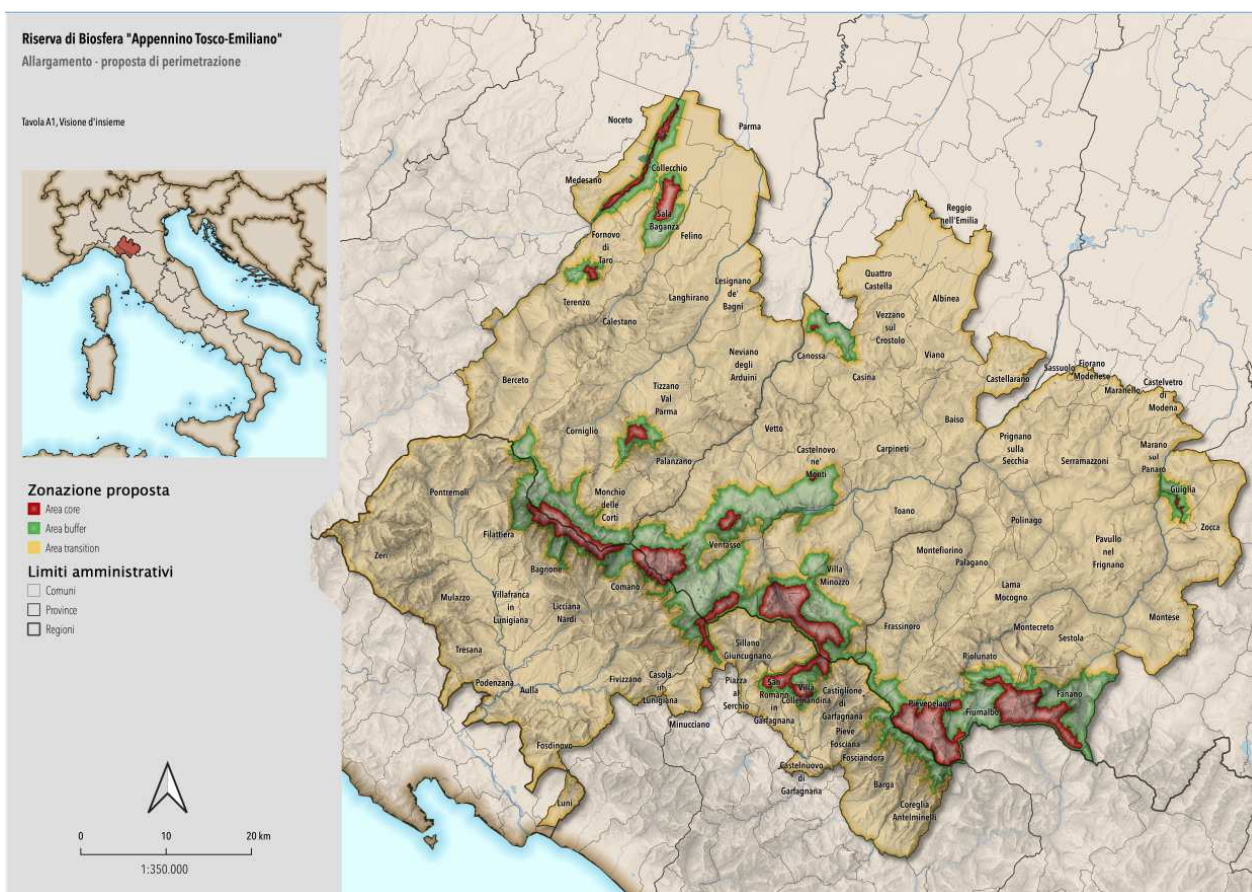 Riserva di Biosfera "Appennino Tosco-Emiliano"
Allargamento - proposta di perimetrazione
Tavola A1, Visione d'insieme
Zonazione proposta
Area core
Area buffer
Area transition
Limiti amministrativi
Comuni
Province
Regioni
0 10 20 km
1:350.000
Noceto
Parma
Medesano
Collecchio
Sala
Baganza
Felino
Fornovo
di
Taro
Terenzo
Calestano
Langhirano
Lesignano
de'
Bagni
Reggio
nell'Emilia
Quattro
Castella
Albinea
Vezzano
sul
Crostolo
Canossa
Viano
Casina
Castellarano
Sassuolo
Fiorano
Modenese
Maranello
Castelvetro
di
Modena
Neviano
degli
Arduini
Berceto
Tizzano
Val
Parma
Corniglio
Palanzano
Vetto
Castelnovo
ne'
Monti
Carpineti
Baiso
Prignano
sulla
Secchia
Serramazzoni
Marano
sul
Panaro
Guiglia
Zocca
Pontremoli
Monchio
delle
Corti
Filattiera
Zeri
Bagnone
Comano
Ventasso
Villa
Minozzo
Toano
Montefiorino
Palagano
Polinago
Pavullo
nel
Frignano
Lama
Mocogno
Mulazzo
Villafranca
in
Lunigiana
Licciana
Nardi
Frassinoro
Montecreto
Sestola
Montese
Riolunato
Tresana
Podenzana
Aulla
Fivizzano
Casola
in
Lunigiana
Sillano
Giuncugnano
Piazza
al
Serchio
Minucciano
San
Romano
in
Garfagnana
Villa
Collemandina
Castiglione
di
Garfagnana
Pieve
Fosciana
Fosciandora
Pievepelago
Fiumalbo
Fanano
Fosdinovo
Luni
Castelnuovo
di
Garfagnana
Barga
Coreglia
Antelminelli